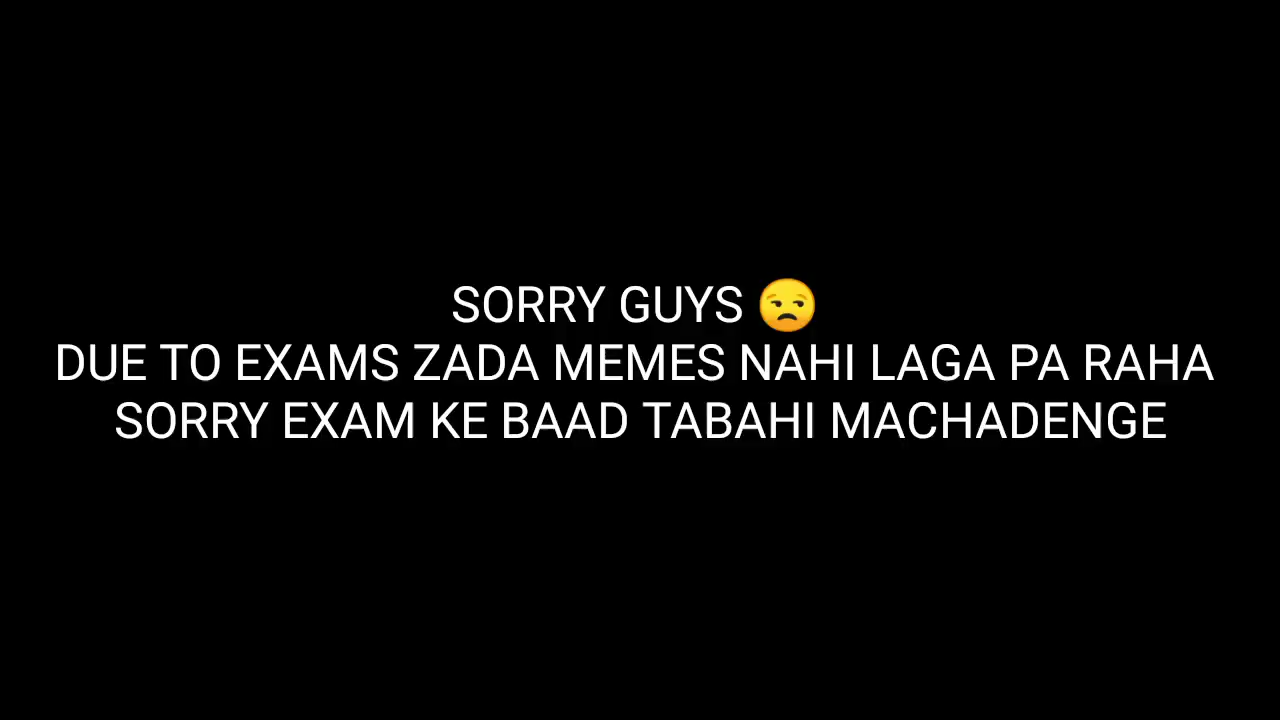 SORRY GUYS 😒
DUE TO EXAMS ZADA MEMES NAHI LAGA PA RAHA
SORRY EXAM KE BAAD TABAHI MACHADENGE